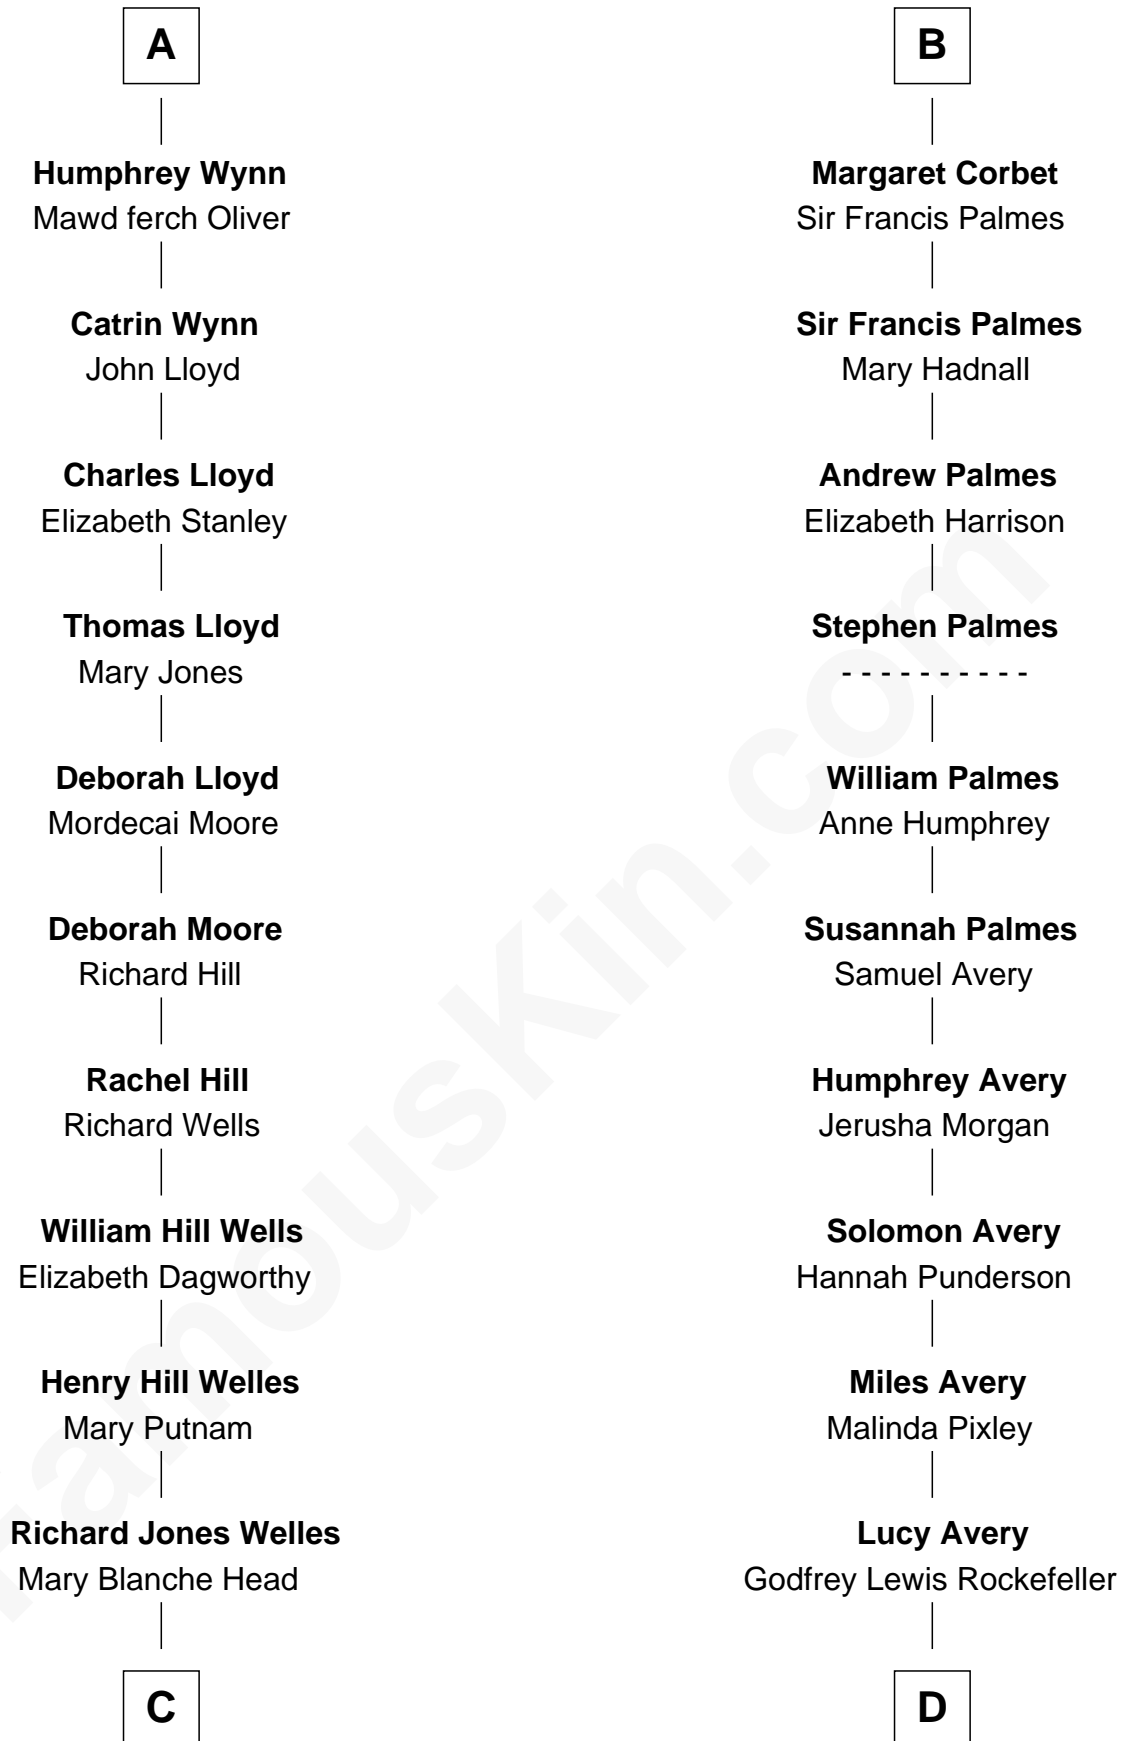 A
Humphrey Wynn
Mawd ferch Oliver
Catrin Wynn
John Lloyd
Charles Lloyd
Elizabeth Stanley
Thomas Lloyd
Mary Jones
Deborah Lloyd
Mordecai Moore
Deborah Moore
Richard Hill
Rachel Hill
Richard Wells
William Hill Wells
Elizabeth Dagworthy
Henry Hill Welles
Mary Putnam
Richard Jones Welles
Mary Blanche Head
C
B
Margaret Corbet
Sir Francis Palmes
Sir Francis Palmes
Mary Hadnall
Andrew Palmes
Elizabeth Harrison
Stephen Palmes
- - - - - - - - - -
William Palmes
Anne Humphrey
Susannah Palmes
Samuel Avery
Humphrey Avery
Jerusha Morgan
Solomon Avery
Hannah Punderson
Miles Avery
Malinda Pixley
Lucy Avery
Godfrey Lewis Rockefeller
D
FamousKin.com